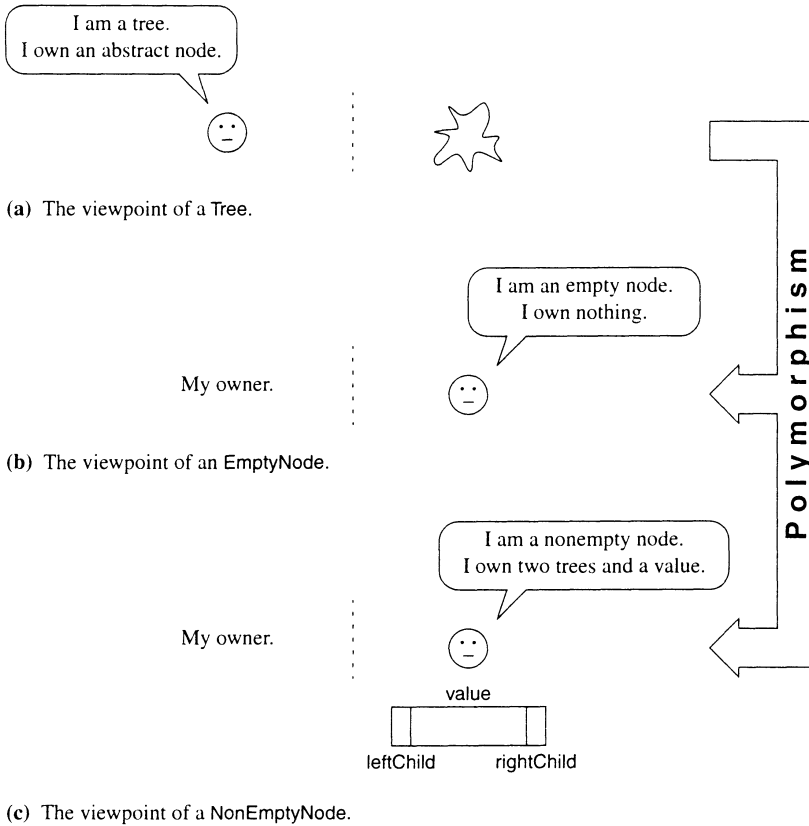 I am a tree.
I own an abstract node.
(a) The viewpoint of a Tree.
I am an empty node.
I own nothing.
My owner.
(b) The viewpoint of an EmptyNode.
I am a nonempty node.
I own two trees and a value.
My owner.
value
leftChild
rightChild
(c) The viewpoint of a NonEmptyNode.
Polymorphism